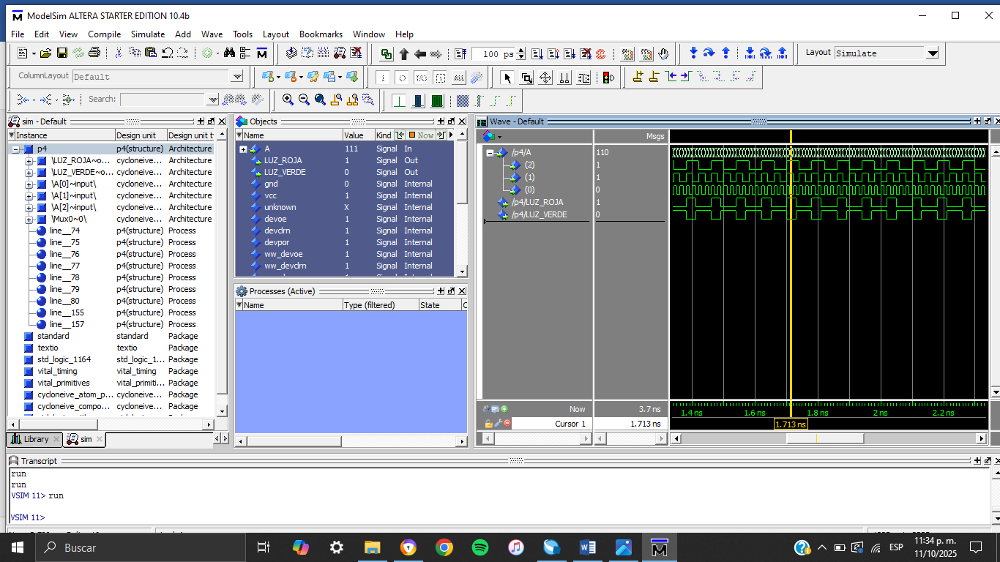 ModelSim ALTERA STARTER EDITION 10.4b
File Edit View Compile Simulate Add Wave Tools Layout Bookmarks Window Help
100 ps
Layout Simulate
ColumnLayout Default
ALL
Search:
sim - Default
Instance Design unit Design unit t
p4 p4(structure) Architecture
\LUZ_ROJA~o... cycloneive... Architecture
\LUZ_VERDE~o... cycloneive... Architecture
\A[0]~input\ cycloneive... Architecture
\A[1]~input\ cycloneive... Architecture
\A[2]~input\ cycloneive... Architecture
\Mux0~0\ cycloneive... Architecture
line__74 p4(structure) Process
line__75 p4(structure) Process
line__76 p4(structure) Process
line__77 p4(structure) Process
line__78 p4(structure) Process
line__79 p4(structure) Process
line__80 p4(structure) Process
line__155 p4(structure) Process
line__157 p4(structure) Process
standard standard Package
textio textio Package
std_logic_1164 std_logic_1... Package
vital_timing vital_timing Package
vital_primitives vital_primiti... Package
cycloneive_atom_p... cycloneive... Package
cycloneive_compo... cycloneive... Package
Library sim
Objects
Name Value Kind Now
A 111 Signal In
LUZ_ROJA 1 Signal Out
LUZ_VERDE 0 Signal Out
gnd 0 Signal Internal
vcc 1 Signal Internal
unknown X Signal Internal
devoe 1 Signal Internal
devclrn 1 Signal Internal
devpor 1 Signal Internal
ww_devoe 1 Signal Internal
ww_devclrn 1 Signal Internal
Processes (Active)
Name Type (filtered) State
Wave - Default
Msgs
/p4/A 110
(2) 1
(1) 1
(0) 0
/p4/LUZ_ROJA 1
/p4/LUZ_VERDE 0
Now 3.7 ns
Cursor 1 1.713 ns
1.4 ns 1.6 ns 1.8 ns 2 ns 2.2 ns
1.713 ns
Transcript
run
run
VSIM 11> run
VSIM 11>
Buscar
ESP
11:34 p. m.
11/10/2025